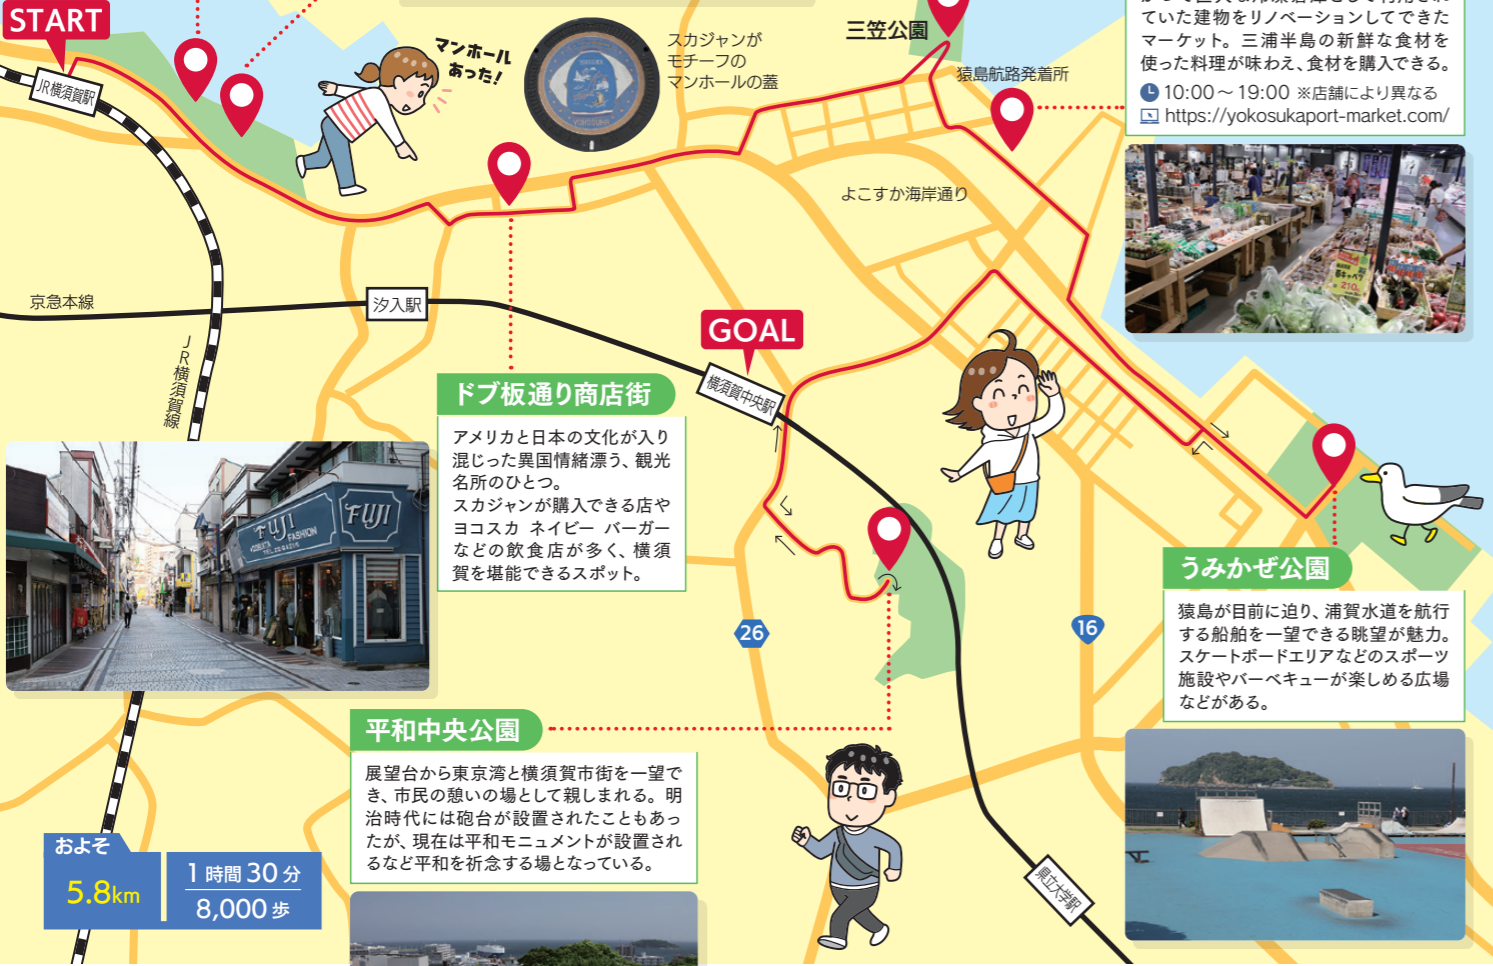 START
JR横須賀駅
マンホール
あった!
スカジャンが
モチーフの
マンホールの蓋
三笠公園
猿島航路発着所
ていた建物をリノベーションしてできた
マーケット。三浦半島の新鮮な食材を
使った料理が味わえ、食材を購入できる。
10:00～19:00 ※店舗により異なる
https://yokosukaport-market.com/
よこすか海岸通り
京急本線
汐入駅
JR横須賀線
GOAL
横須賀中央駅
ドブ板通り商店街
アメリカと日本の文化が入り
混じった異国情緒漂う、観光
名所のひとつ。
スカジャンが購入できる店や
ヨコスカ ネイビー バーガー
などの飲食店が多く、横須
賀を堪能できるスポット。
FUJI
FASHION
FUJI
210
うみかぜ公園
猿島が目前に迫り、浦賀水道を航行
する船舶を一望できる眺望が魅力。
スケートボードエリアなどのスポーツ
施設やバーベキューが楽しめる広場
などがある。
26
16
平和中央公園
展望台から東京湾と横須賀市街を一望で
き、市民の憩いの場として親しまれる。明
治時代には砲台が設置されたこともあっ
たが、現在は平和モニュメントが設置され
るなど平和を祈念する場となっている。
県立大学駅
およそ
5.8km
1時間30分
8,000歩